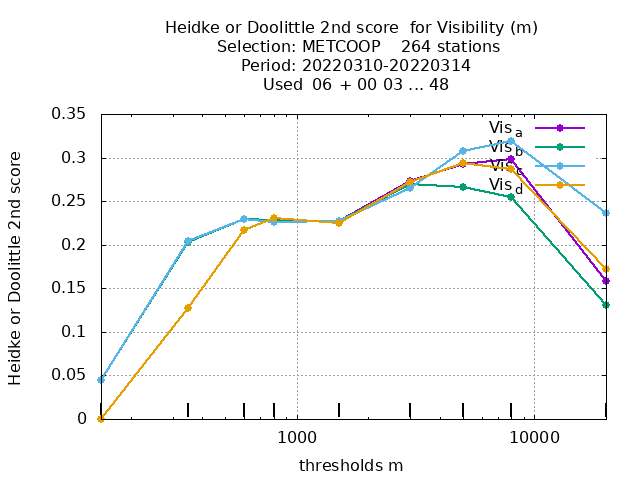 Heidke or Doolittle 2nd score  for Visibility (m)
Selection: METCOOP    264 stations
Period: 20220310-20220314
Used  06 + 00 03 ... 48
Heidke or Doolittle 2nd score
0.35
0.3
0.25
0.2
0.15
0.1
0.05
0
Vis a
Vis b
Vis c
Vis d
1000 10000
thresholds m